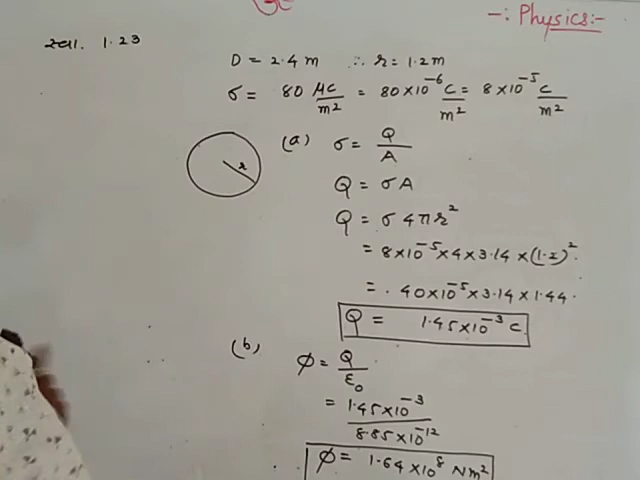 -: Physics:-
स्वा. 1.23
D = 2.4 m ∴ r = 1.2 m
σ = 80 μC/m² = 80×10⁻⁶ C/m² = 8×10⁻⁵ C/m²
r
(a) σ = Q/A
Q = σA
Q = σ 4πr²
= 8×10⁻⁵ × 4 × 3.14 × (1.2)²
= 40×10⁻⁵ × 3.14 × 1.44
Q = 1.45×10⁻³ C
(b) φ = Q/ε₀
= 1.45×10⁻³/8.85×10⁻¹²
φ = 1.64×10⁸ Nm²